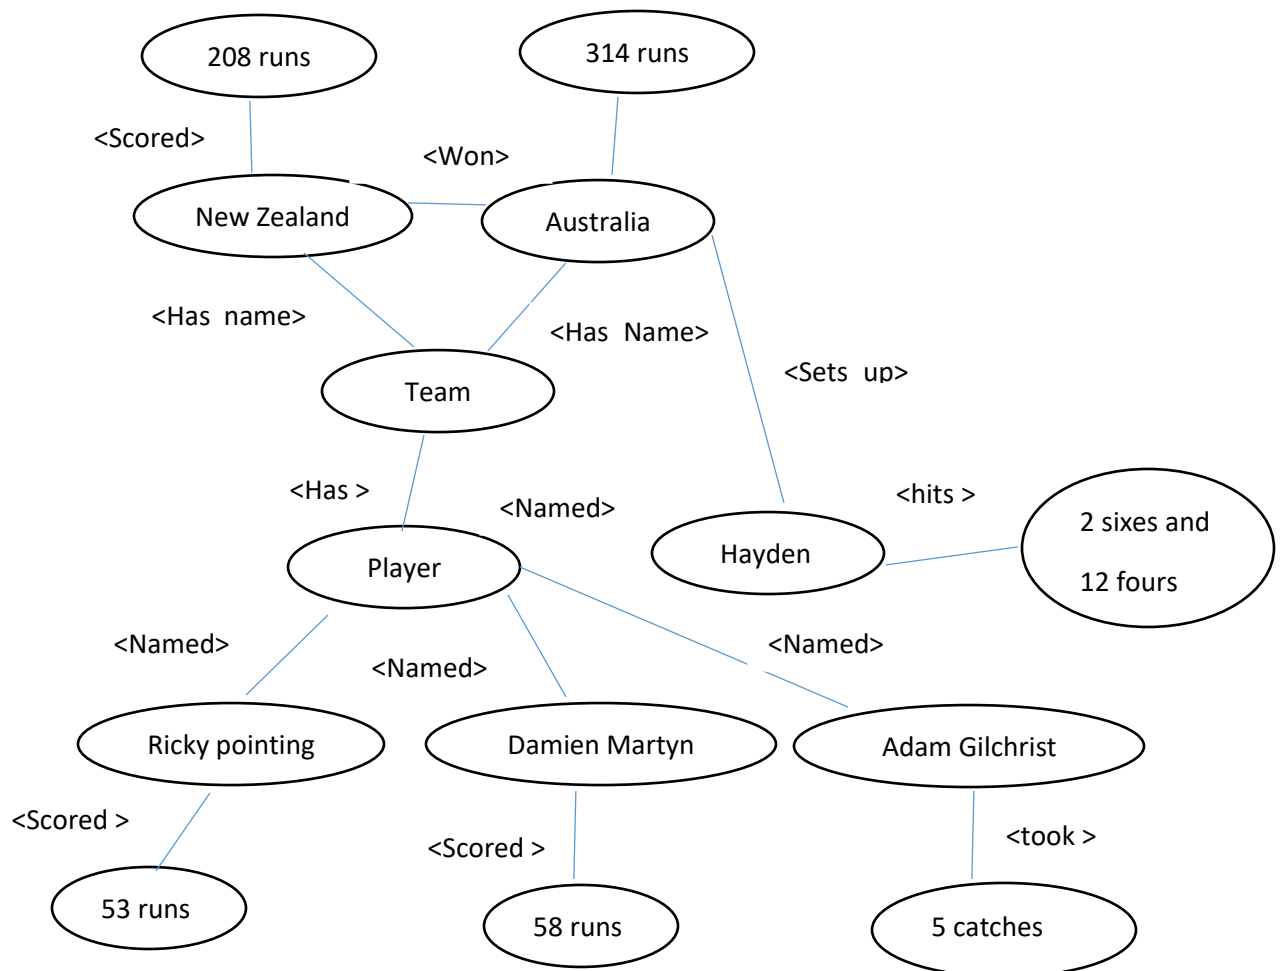 208 runs
314 runs
<Scored>
<Won>
New Zealand
Australia
<Has name>
<Has Name>
<Sets up>
Team
<Has >
<Named>
<hits >
2 sixes and
12 fours
Hayden
Player
<Named>
<Named>
<Named>
Ricky pointing
Damien Martyn
Adam Gilchrist
<Scored >
<Scored >
<took >
53 runs
58 runs
5 catches